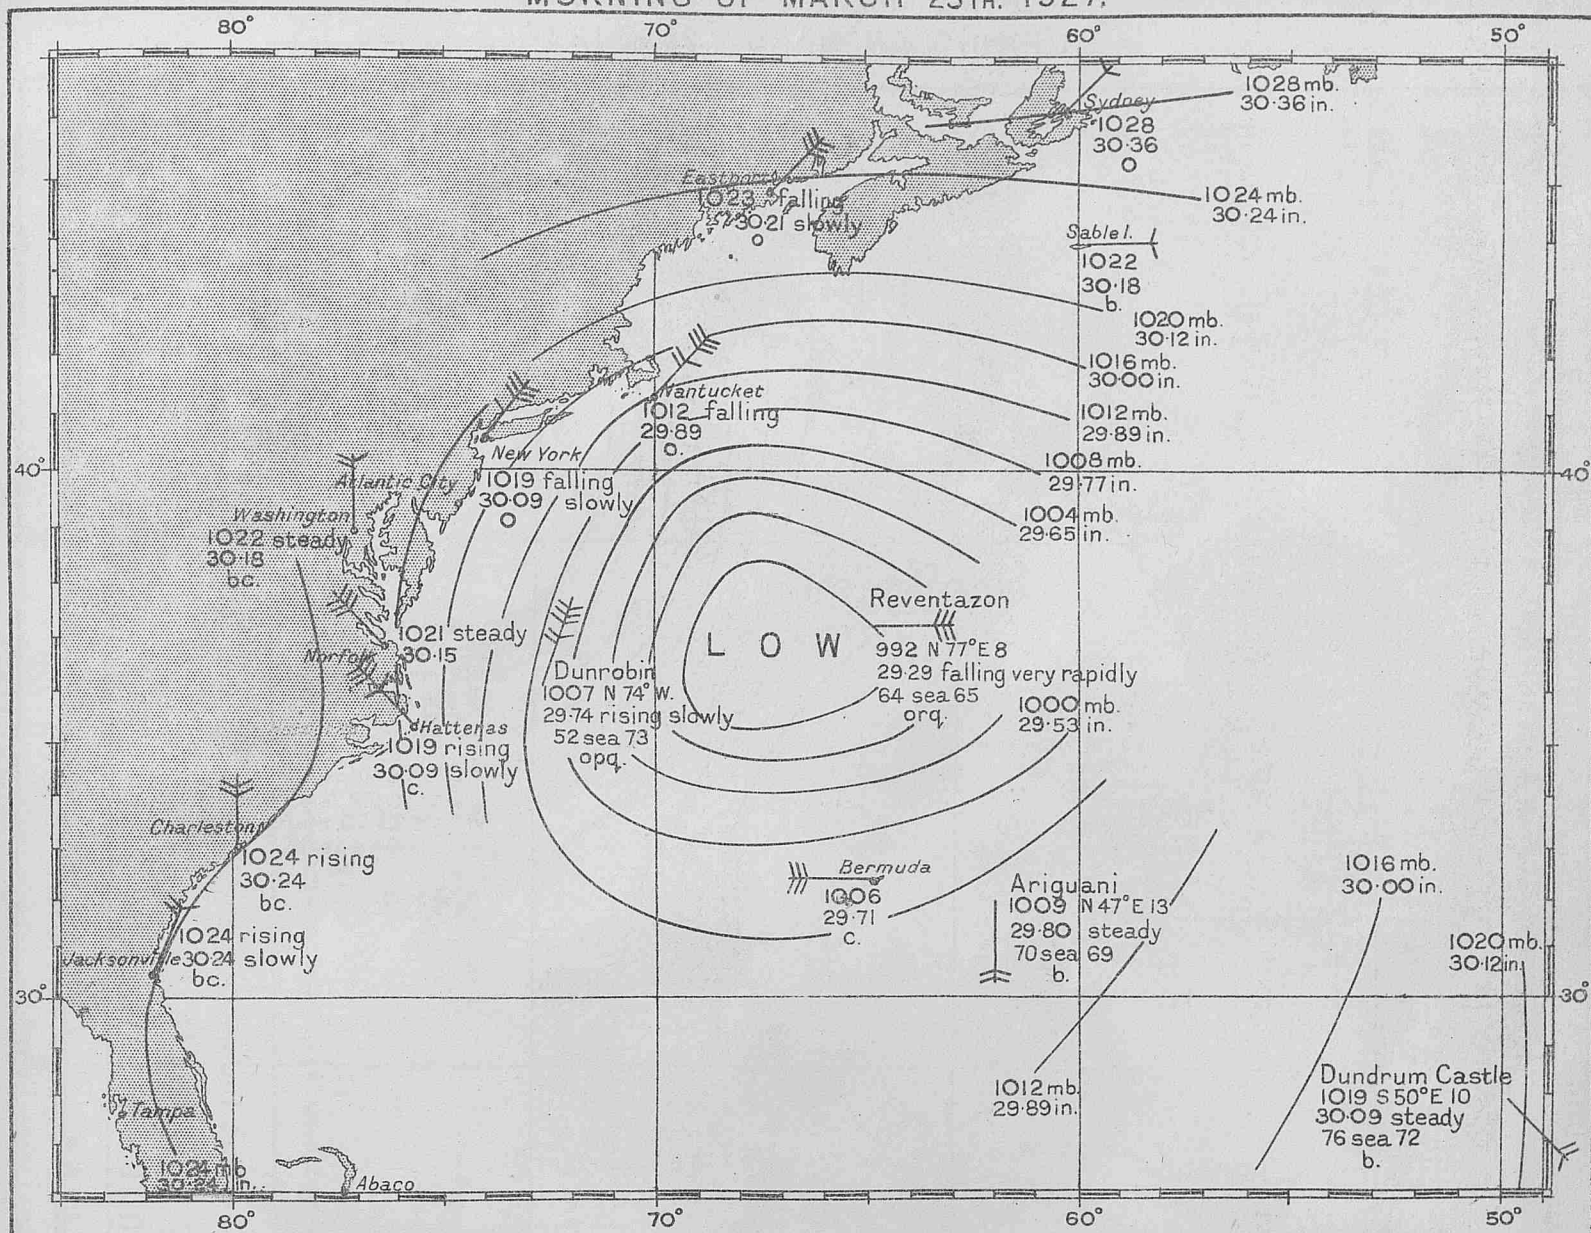 MORNING OF MARCH 25TH. 1927.
80°
70°
60°
50°
1028 mb.
30·36 in.
Sydney
1028
30·36
O
Eastport
1023 falling
30·21 slowly
O
1024 mb.
30·24 in.
Sable I.
1022
30·18
b.
1020 mb.
30·12 in.
1016 mb.
30·00 in.
Nantucket
1012 falling
29·89
O.
1012 mb.
29·89 in.
New York
1019 falling
30·09 slowly
O
40°
40°
1008 mb.
29·77 in.
Atlantic City
Washington
1022 steady
30·18
bc.
1004 mb.
29·65 in.
Reventazon
992 N 77° E 8
29·29 falling very rapidly
64 sea 65
orq.
LOW
1021 steady
30·15
Norfolk
Dunrobin
1007 N 74° W.
29·74 rising slowly
52 sea 73
opq.
1000 mb.
29·53 in.
Hatteras
1019 rising
30·09 slowly
c.
Charleston
1024 rising
30·24
bc.
Bermuda
1006
29·71
c.
Ariguani
1009 N 47° E 13
29·80 steady
70 sea 69
b.
1016 mb.
30·00 in.
1024 rising
Jacksonville 30·24 slowly
bc.
1020 mb.
30·12 in.
30°
30°
1012 mb.
29·89 in.
Dundrum Castle
1019 S 50° E 10
30·09 steady
76 sea 72
b.
Tampa
1024 mb
30·24 in.
Abaco
80°
70°
60°
50°